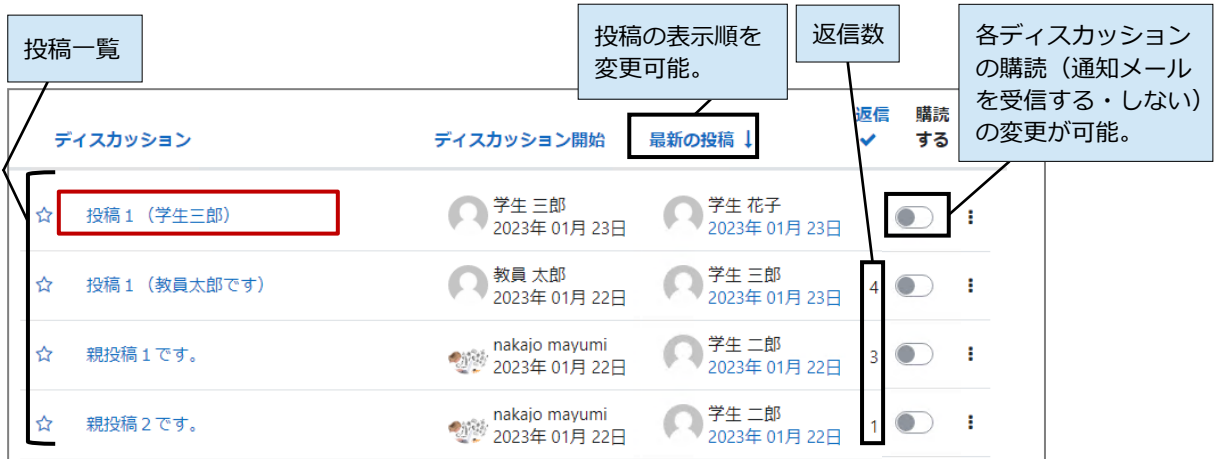 投稿一覧
投稿の表示順を
変更可能。
返信数
各ディスカッション
の購読（通知メール
を受信する・しない）
の変更が可能。
ディスカッション
ディスカッション開始
最新の投稿 ↓
返信
購読
する
投稿１（学生三郎）
学生 三郎
2023年 01月 23日
学生 花子
2023年 01月 23日
投稿１（教員太郎です）
教員 太郎
2023年 01月 22日
学生 三郎
2023年 01月 23日
4
親投稿１です。
nakajo mayumi
2023年 01月 22日
学生 二郎
2023年 01月 22日
3
親投稿２です。
nakajo mayumi
2023年 01月 22日
学生 二郎
2023年 01月 22日
1